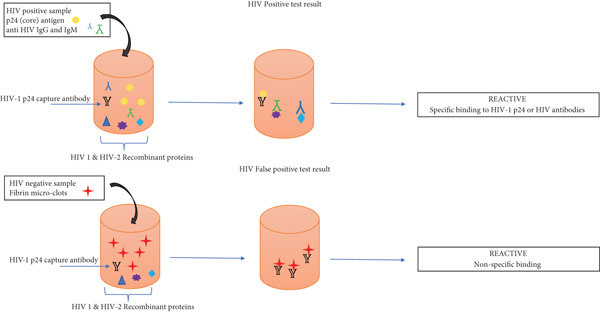 HIV Positive test result
HIV positive sample
p24 (core) antigen
anti HIV IgG and IgM
HIV-1 p24 capture antibody
REACTIVE
Specific binding to HIV-1 p24 or HIV antibodies
HIV 1 & HIV-2 Recombinant proteins
HIV False positive test result
HIV negative sample
Fibrin micro-clots
HIV-1 p24 capture antibody
REACTIVE
Non-specific binding
HIV 1 & HIV-2 Recombinant proteins